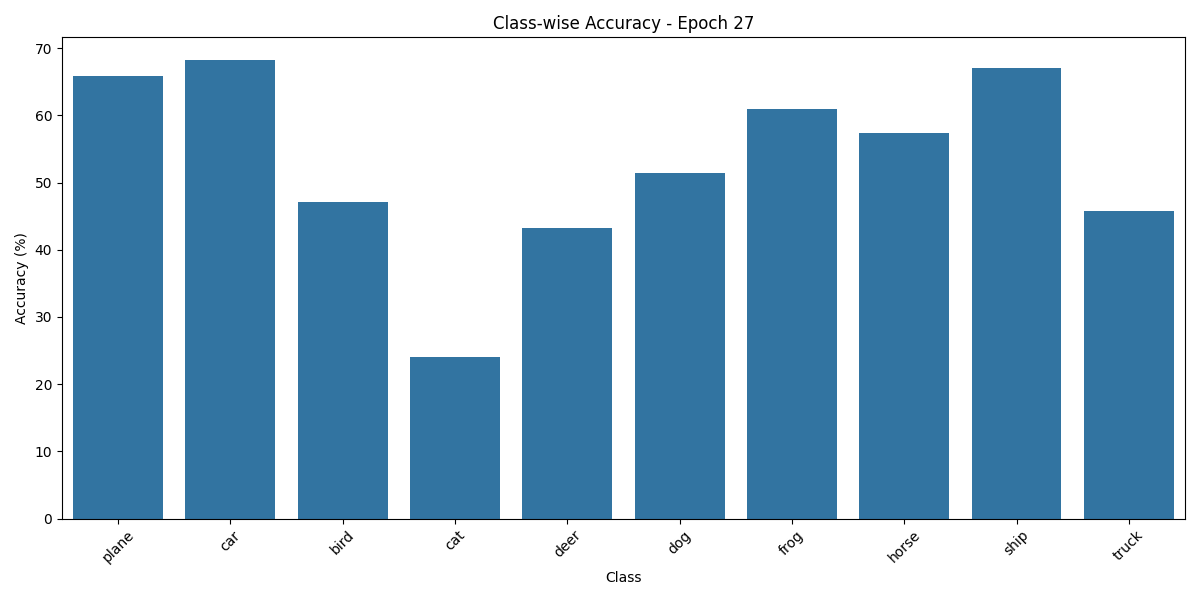 Class-wise Accuracy - Epoch 27
Accuracy (%)
70
60
50
40
30
20
10
0
plane
car
bird
cat
deer
dog
frog
horse
ship
truck
Class